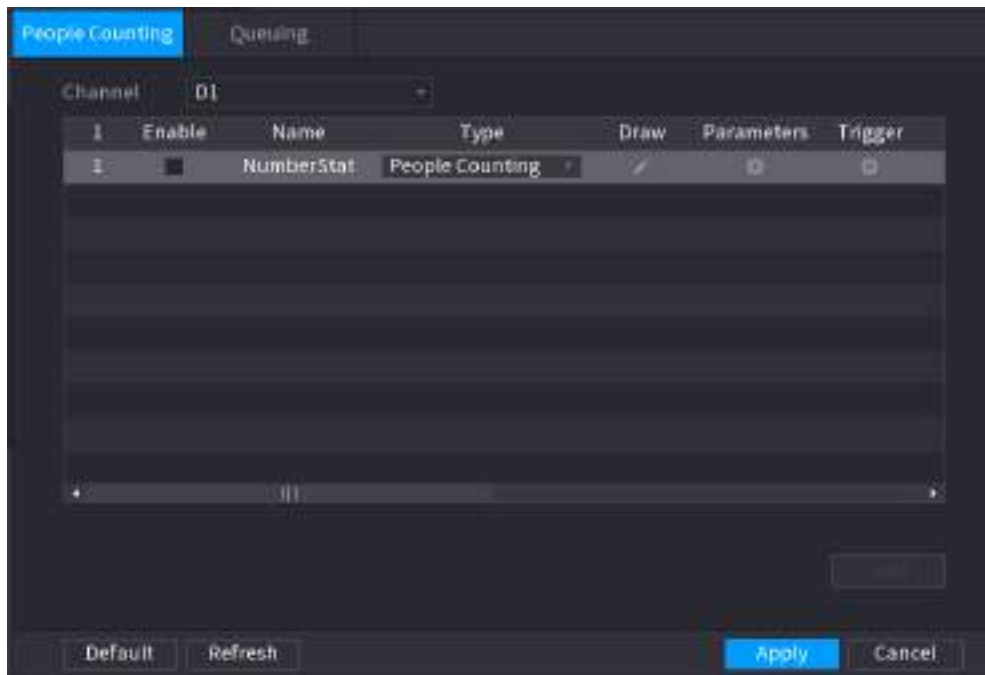 People Counting Queuing
Channel D1
1 Enable Name Type Draw Parameters Trigger
1 NumberStat People Counting
Default Refresh Apply Cancel